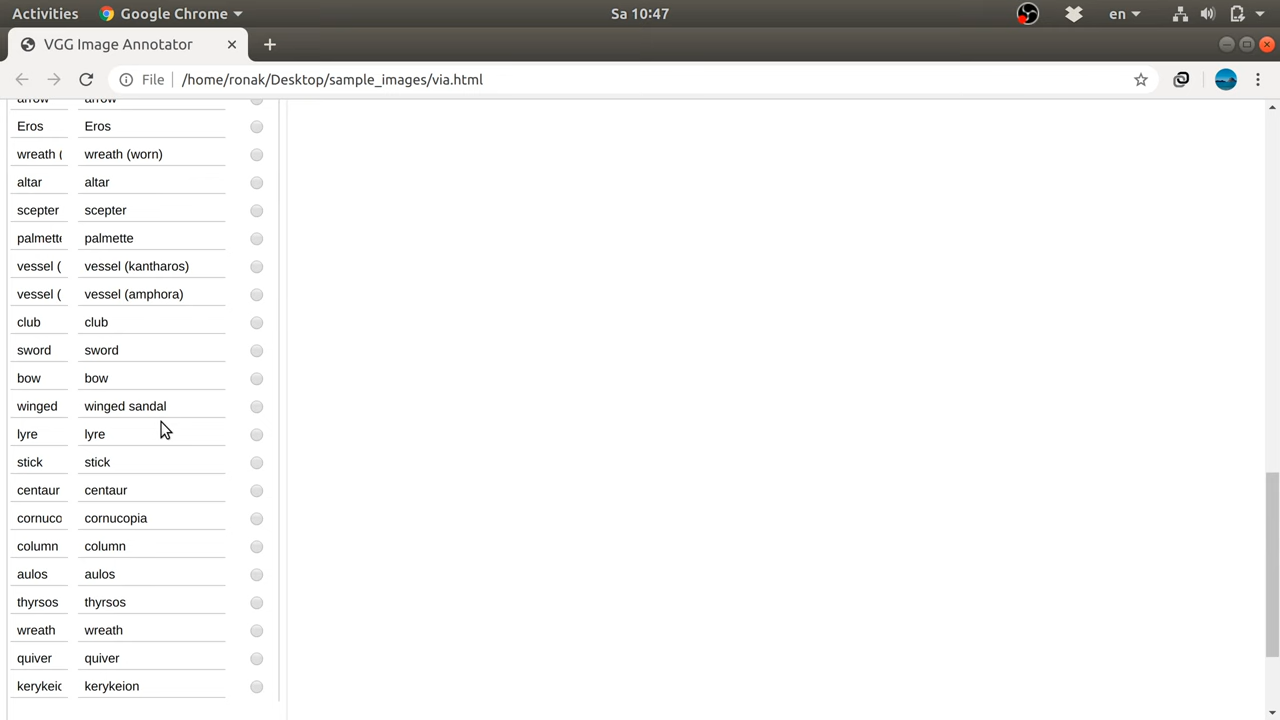 Activities Google Chrome Sa 10:47 en
VGG Image Annotator
File /home/ronak/Desktop/sample_images/via.html
arrow arrow
Eros Eros
wreath ( wreath (worn)
altar altar
scepter scepter
palmette palmette
vessel ( vessel (kantharos)
vessel ( vessel (amphora)
club club
sword sword
bow bow
winged winged sandal
lyre lyre
stick stick
centaur centaur
cornuco cornucopia
column column
aulos aulos
thyrsos thyrsos
wreath wreath
quiver quiver
kerykeic kerykeion